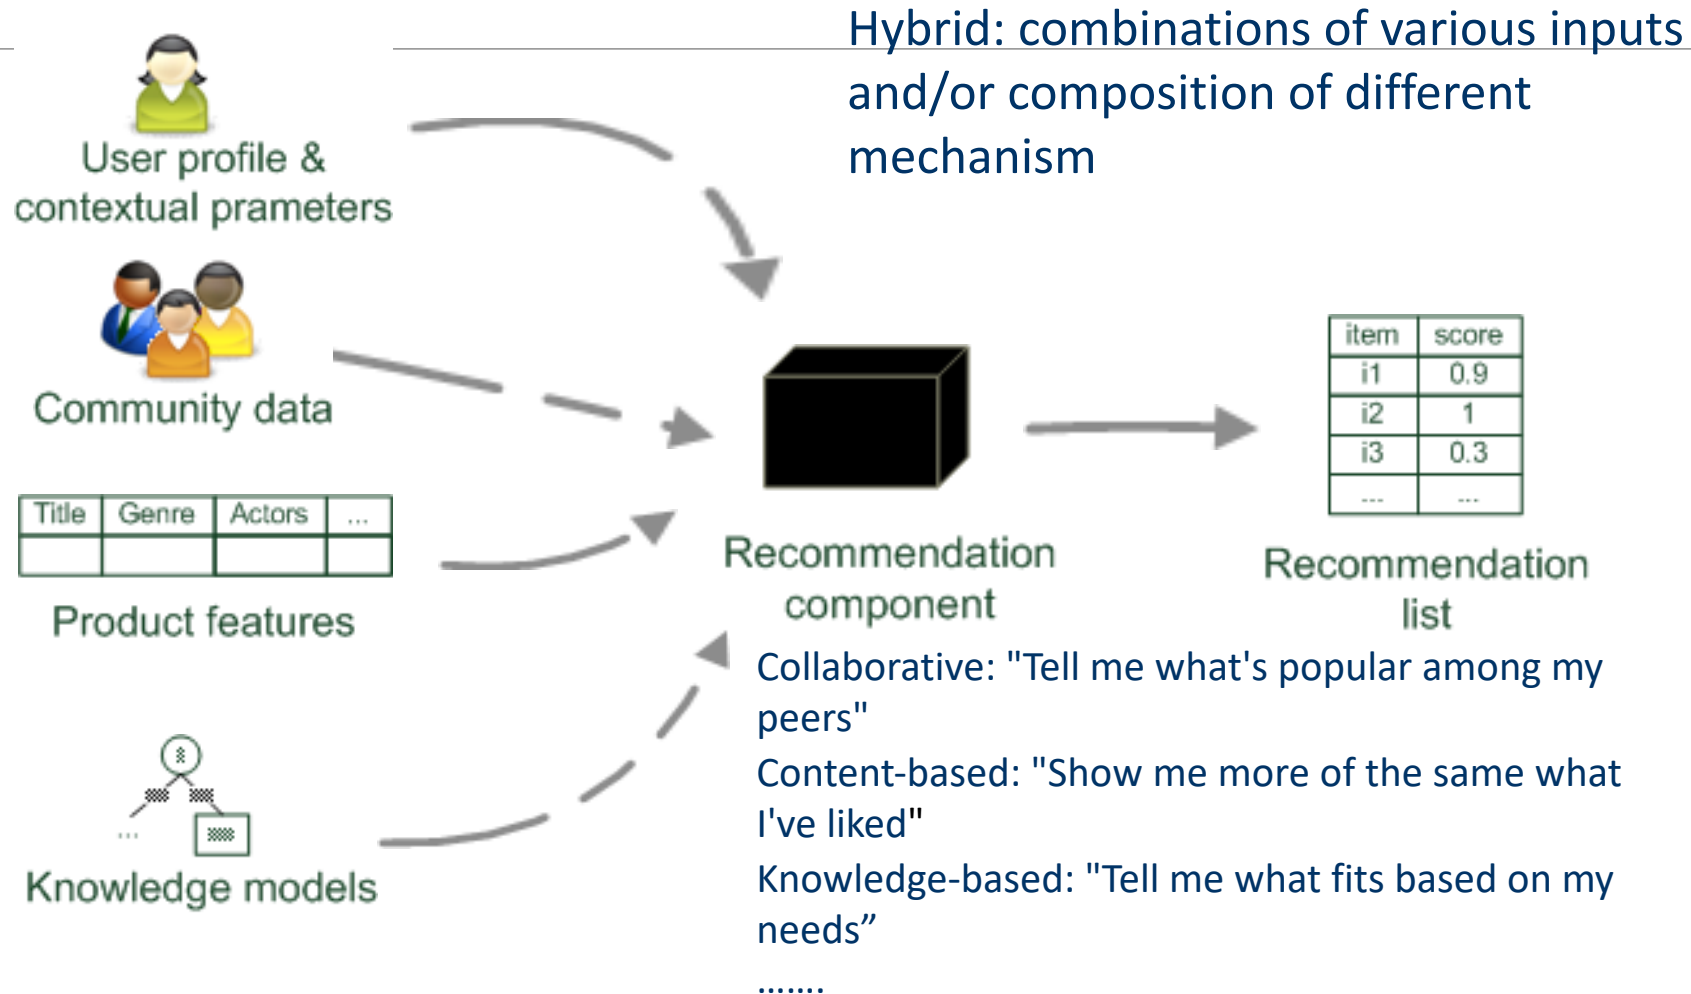 Hybrid: combinations of various inputs
and/or composition of different
mechanism
User profile &
contextual prameters
Community data
Title Genre Actors ...
Product features
...
Knowledge models
Recommendation
component
item score
i1 0.9
i2 1
i3 0.3
... ...
Recommendation
list
Collaborative: "Tell me what's popular among my
peers"
Content-based: "Show me more of the same what
I've liked"
Knowledge-based: "Tell me what fits based on my
needs”
…….